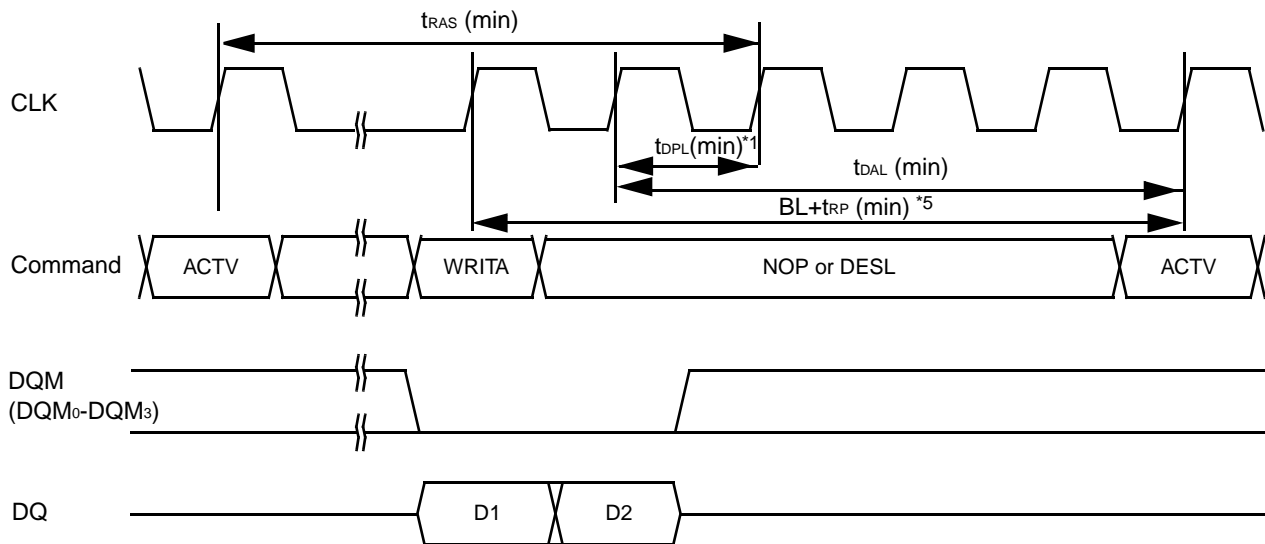 tRAS (min)
CLK
tDPL(min)*1
tDAL (min)
BL+tRP (min) *5
Command
ACTV
WRITA
NOP or DESL
ACTV
DQM
(DQM0-DQM3)
DQ
D1
D2